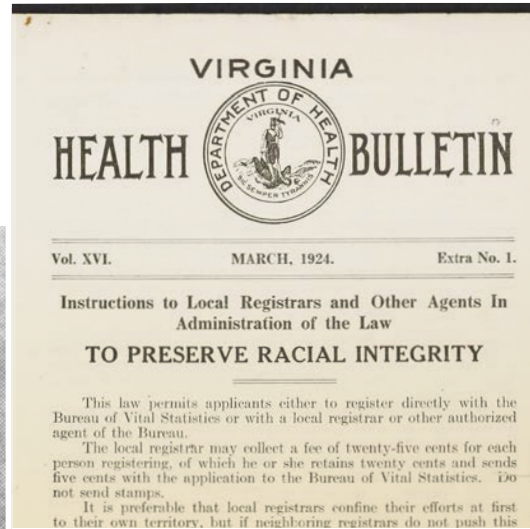 VIRGINIA
HEALTH BULLETIN
DEPARTMENT OF HEALTH
VIRGINIA
SIC SEMPER TYRANNIS
Vol. XVI. MARCH, 1924. Extra No. 1.
Instructions to Local Registrars and Other Agents In
Administration of the Law
TO PRESERVE RACIAL INTEGRITY
This law permits applicants either to register directly with the
Bureau of Vital Statistics or with a local registrar or other authorized
agent of the Bureau.
The local registrar may collect a fee of twenty-five cents for each
person registering, of which he or she retains twenty cents and sends
five cents with the application to the Bureau of Vital Statistics. Do
not send stamps.
It is preferable that local registrars confine their efforts at first
to their own territory, but if neighboring registrars do not push this